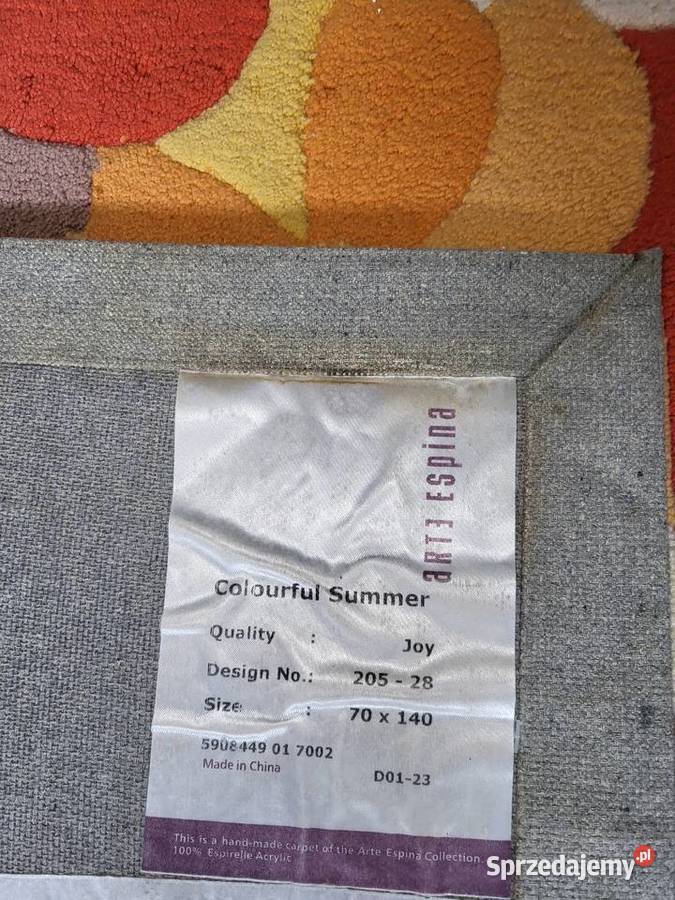 ARTE ESPINA
Colourful Summer
Quality : Joy
Design No.: 205 - 28
Size : 70 x 140
5908449 01 7002
Made in China
D01-23
This is a hand-made carpet of the Arte Espina Collection.
100% Espirelle Acrylic
Sprzedajemy.pl